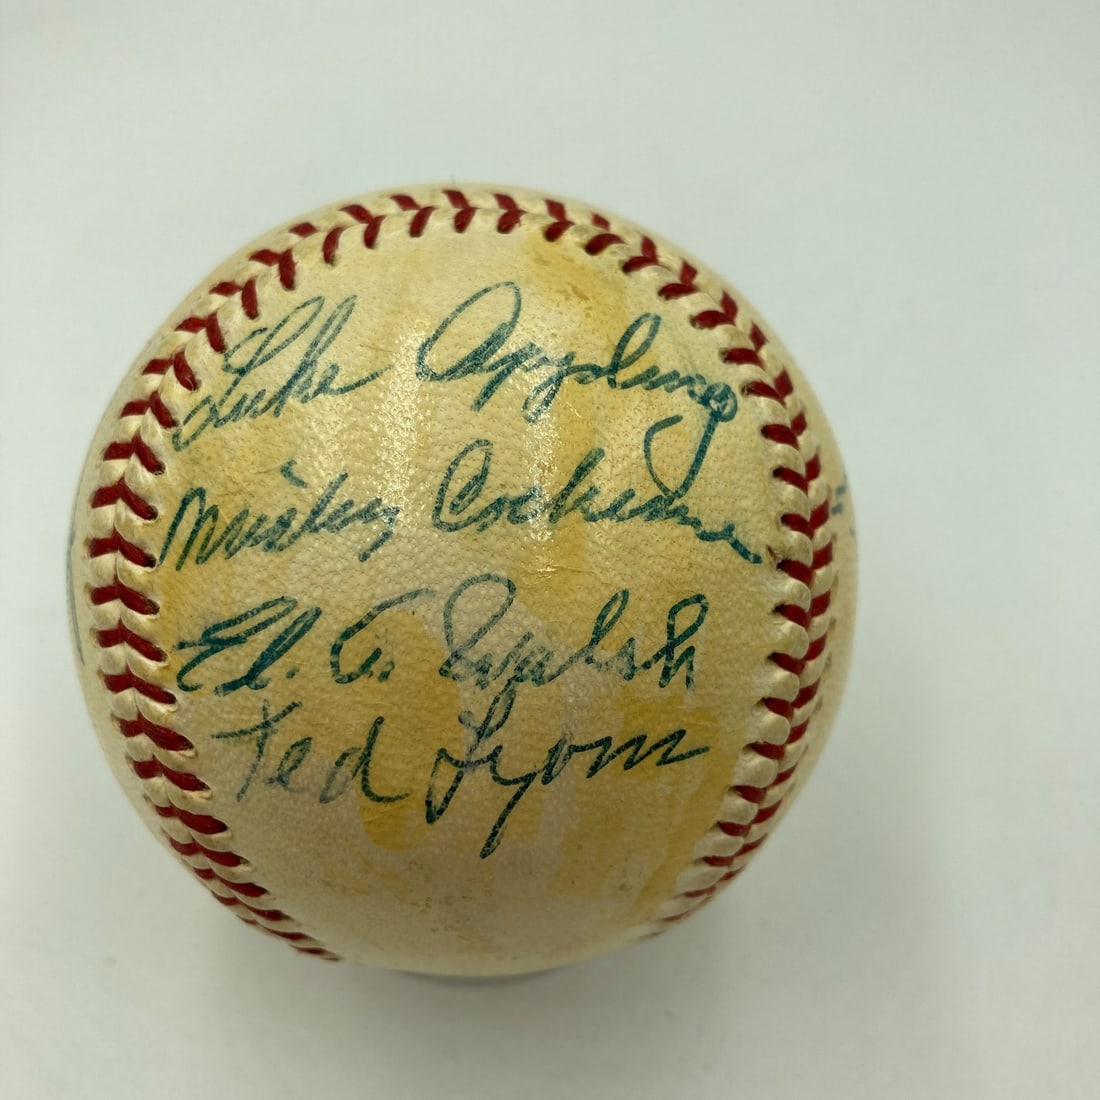 Luke Appling
Mickey Cochrane
Ed. A. Walsh
Ted Lyons